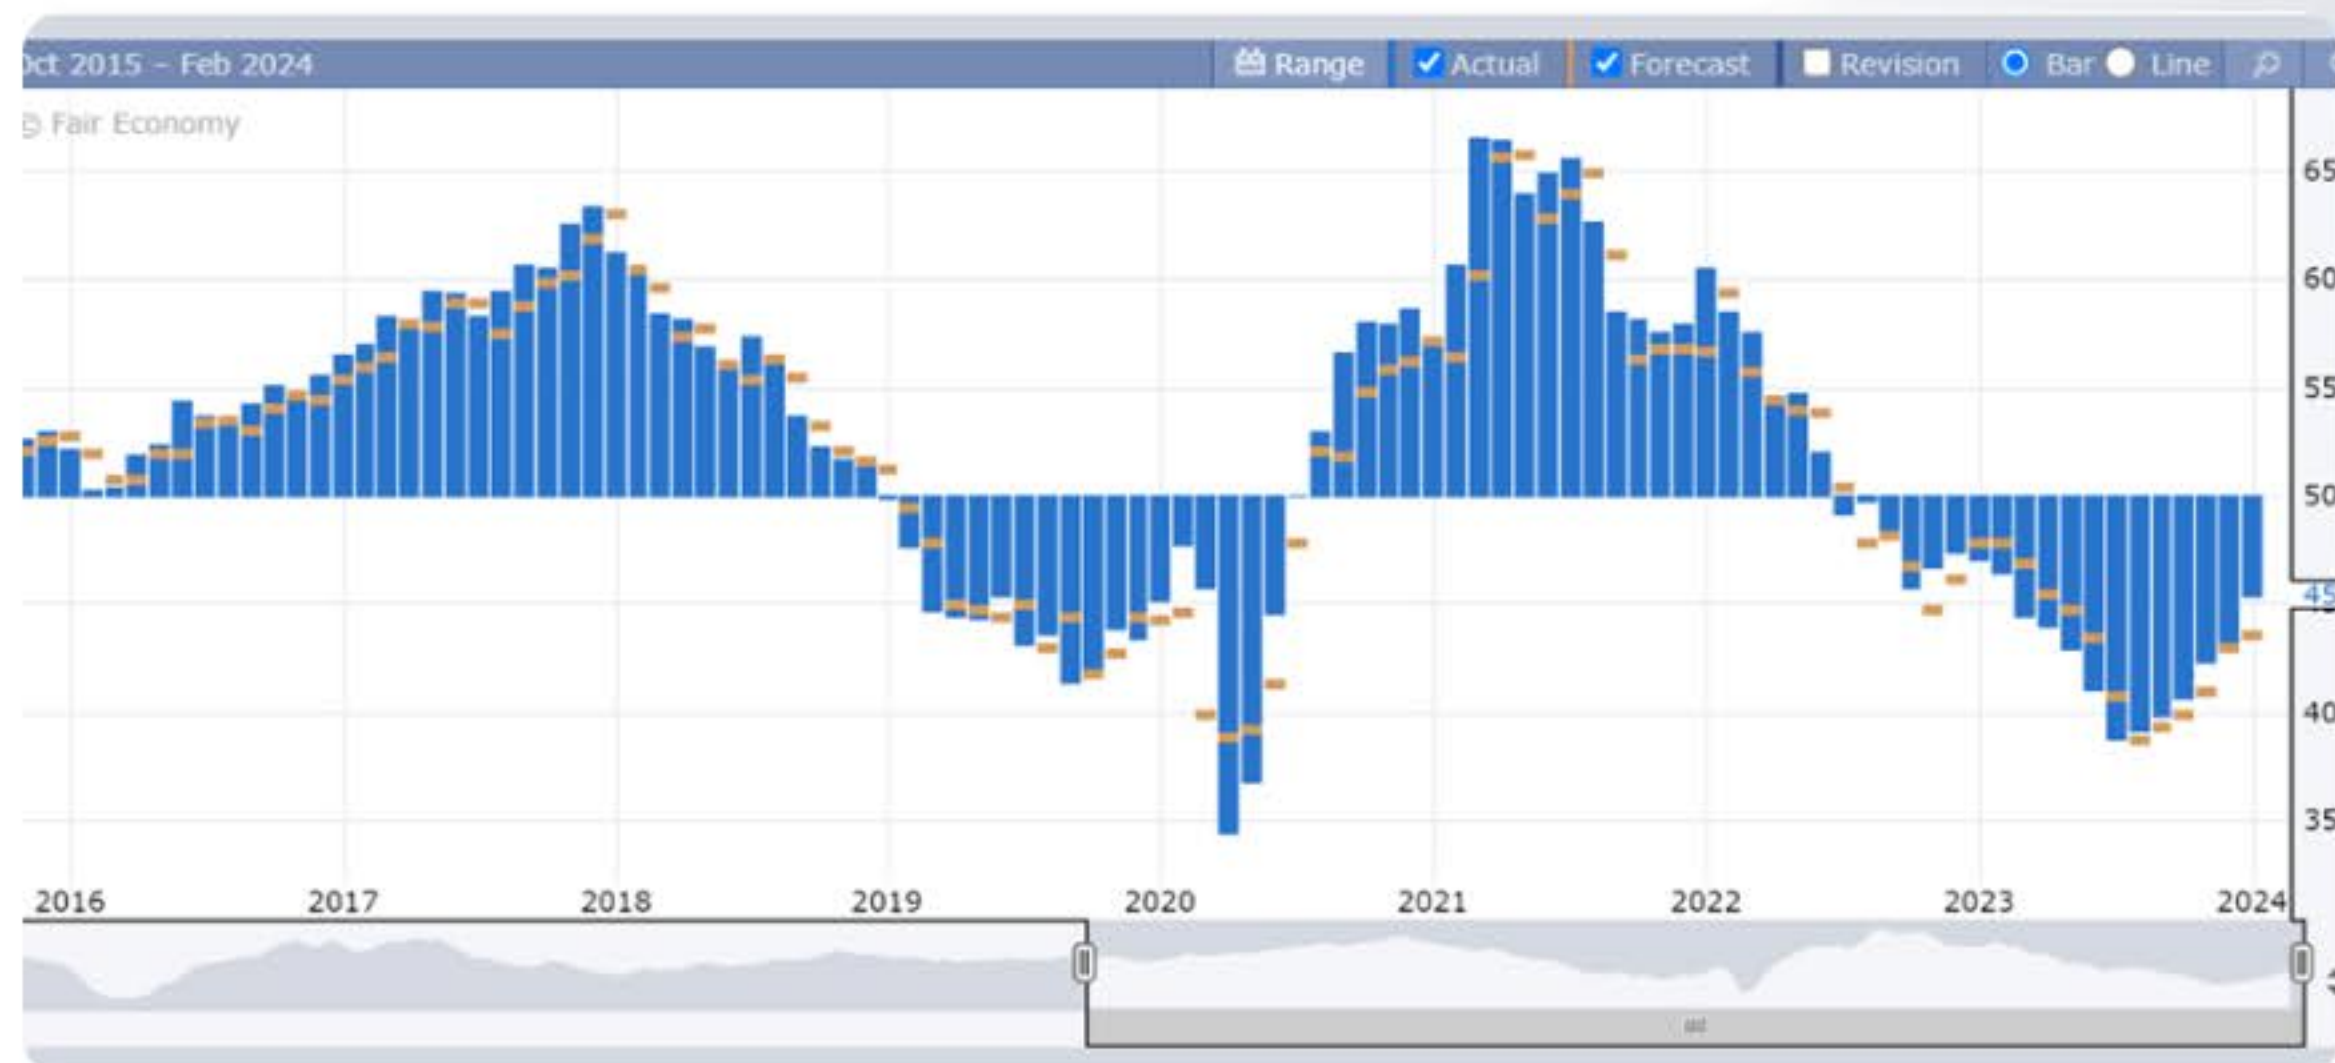 Oct 2015 – Feb 2024 Range Actual Forecast Revision Bar Line
© Fair Economy
65
60
55
50
45
40
35
2016 2017 2018 2019 2020 2021 2022 2023 2024